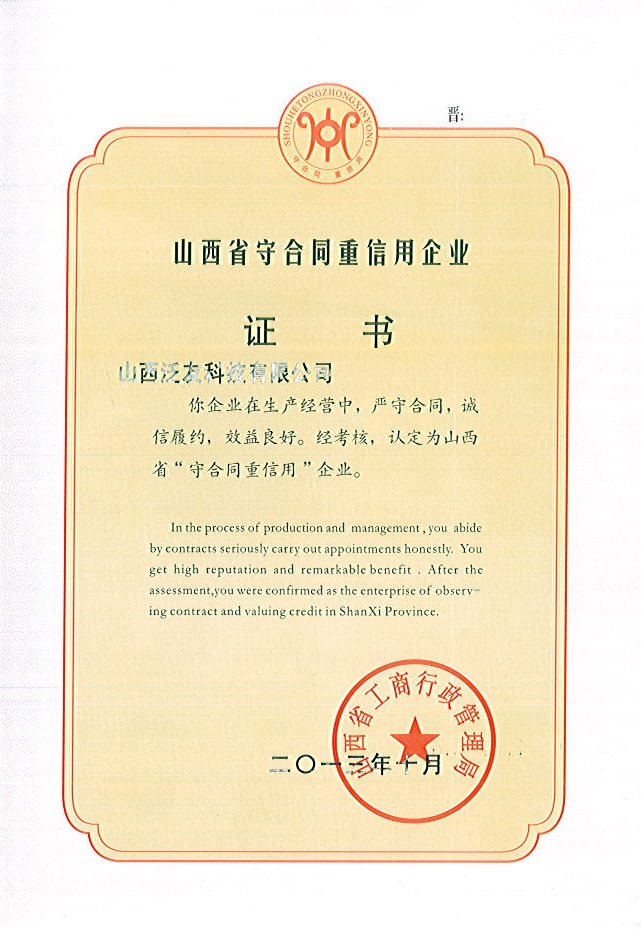 晋:
SHOUHETONGZHONGXINYONG
守合同 重信用
山西省守合同重信用企业
证 书
山西泛友科技有限公司
你企业在生产经营中，严守合同，诚
信履约，效益良好。经考核，认定为山西
省“守合同重信用”企业。
In the process of production and management , you abide
by contracts seriously carry out appointments honestly. You
get high reputation and remarkable benefit . After the
assessment,you were confirmed as the enterprise of observ-
ing contract and valuing credit in ShanXi Province.
山西省工商行政管理局
二〇一三年十月